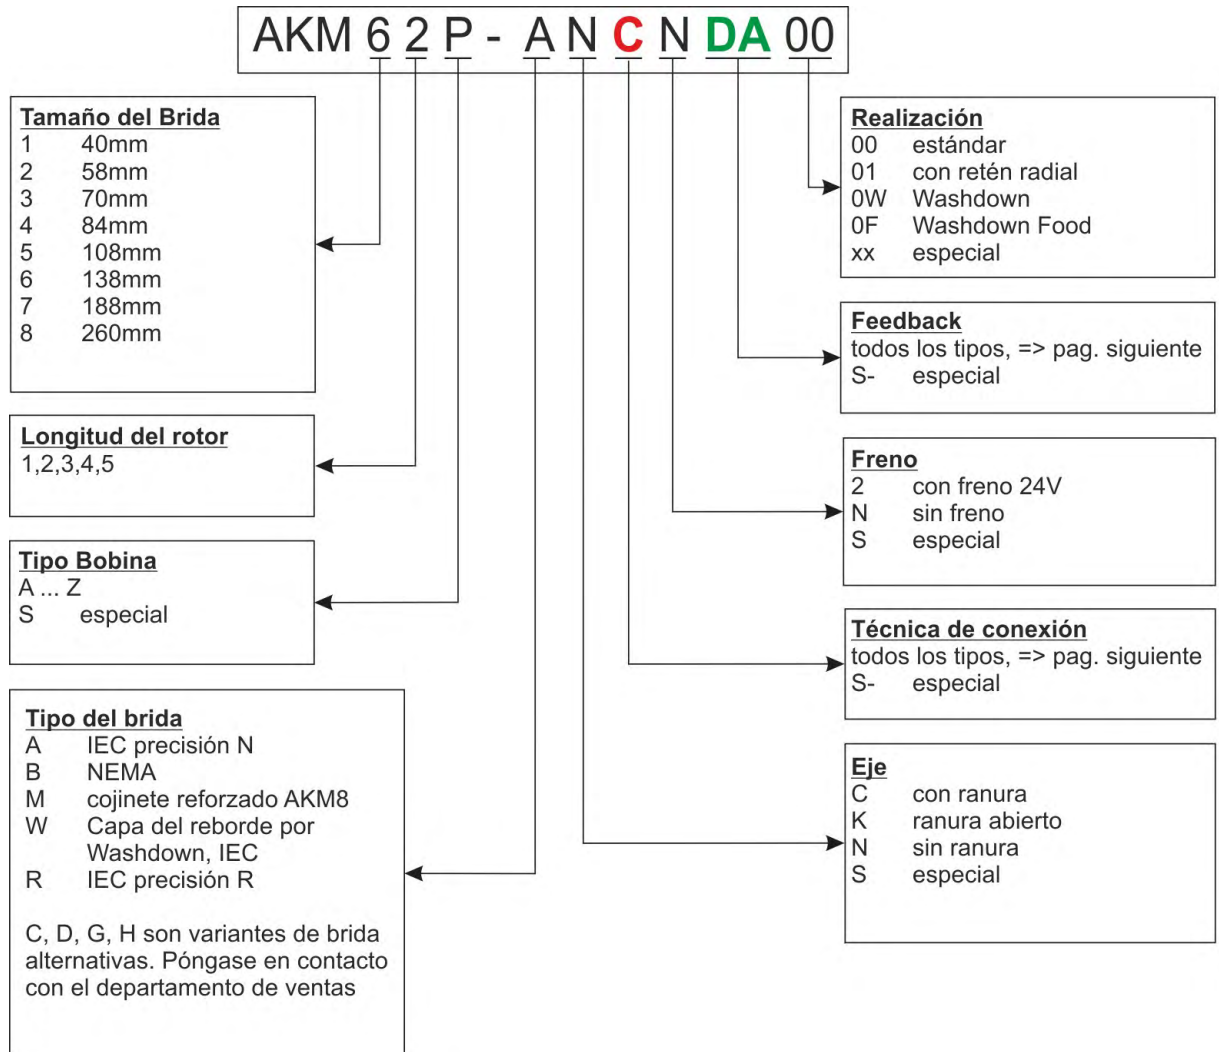 AKM 6 2 P - A N C N DA 00
Tamaño del Brida
1 40mm
2 58mm
3 70mm
4 84mm
5 108mm
6 138mm
7 188mm
8 260mm
Longitud del rotor
1,2,3,4,5
Tipo Bobina
A ... Z
S especial
Tipo del brida
A IEC precisión N
B NEMA
M cojinete reforzado AKM8
W Capa del reborde por
Washdown, IEC
R IEC precisión R
C, D, G, H son variantes de brida
alternativas. Póngase en contacto
con el departamento de ventas
Realización
00 estándar
01 con retén radial
0W Washdown
0F Washdown Food
xx especial
Feedback
todos los tipos, => pag. siguiente
S- especial
Freno
2 con freno 24V
N sin freno
S especial
Técnica de conexión
todos los tipos, => pag. siguiente
S- especial
Eje
C con ranura
K ranura abierto
N sin ranura
S especial